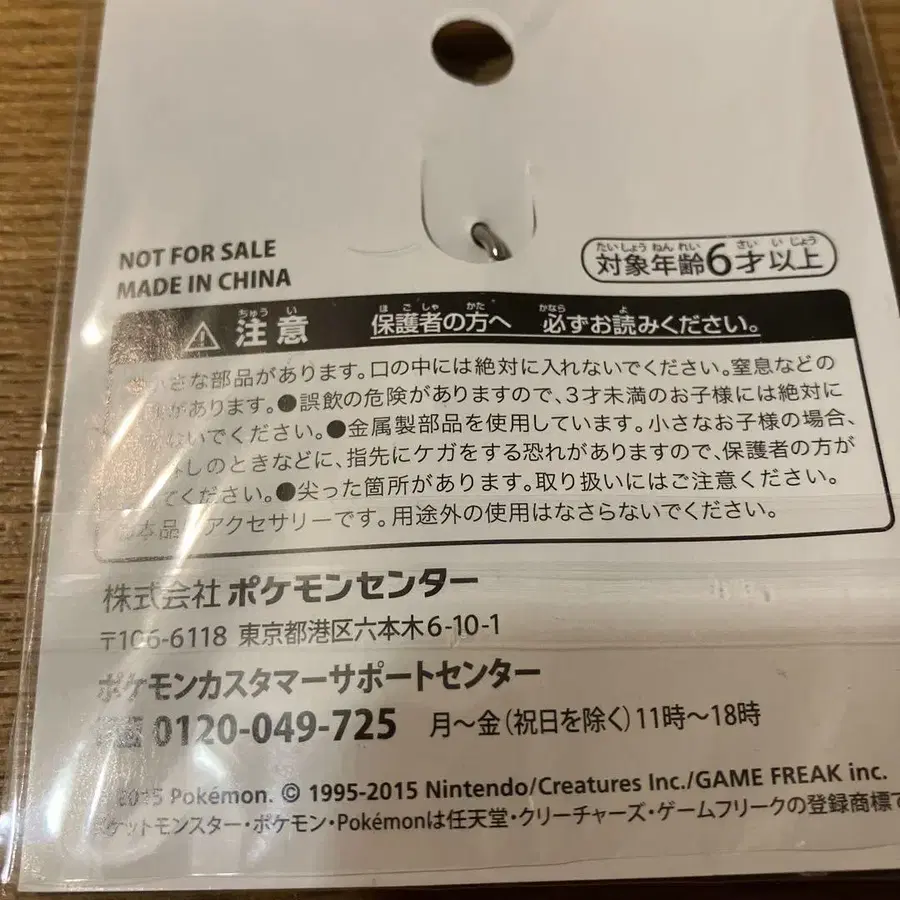 NOT FOR SALE
MADE IN CHINA
たいしょう ねん れい さい い じょう
対象年齢6才以上
ちゅう い ほ ご しゃ かた かなら よ
注意 保護者の方へ 必ずお読みください。
小さな部品があります。口の中には絶対に入れないでください。窒息などの
があります。●誤飲の危険がありますので、3才未満のお子様には絶対に
ないでください。●金属製部品を使用しています。小さなお子様の場合、
しのときなどに、指先にケガをする恐れがありますので、保護者の方が
てください。●尖った箇所があります。取り扱いにはご注意ください。
本品 アクセサリーです。用途外の使用はなさらないでください。
株式会社 ポケモンセンター
〒106-6118 東京都港区六本木6-10-1
ポケモンカスタマーサポートセンター
0120-049-725 月～金(祝日を除く)11時～18時
2015 Pokémon. © 1995-2015 Nintendo/Creatures Inc./GAME FREAK inc.
ケットモンスター・ポケモン・Pokémonは任天堂・クリーチャーズ・ゲームフリークの登録商標で